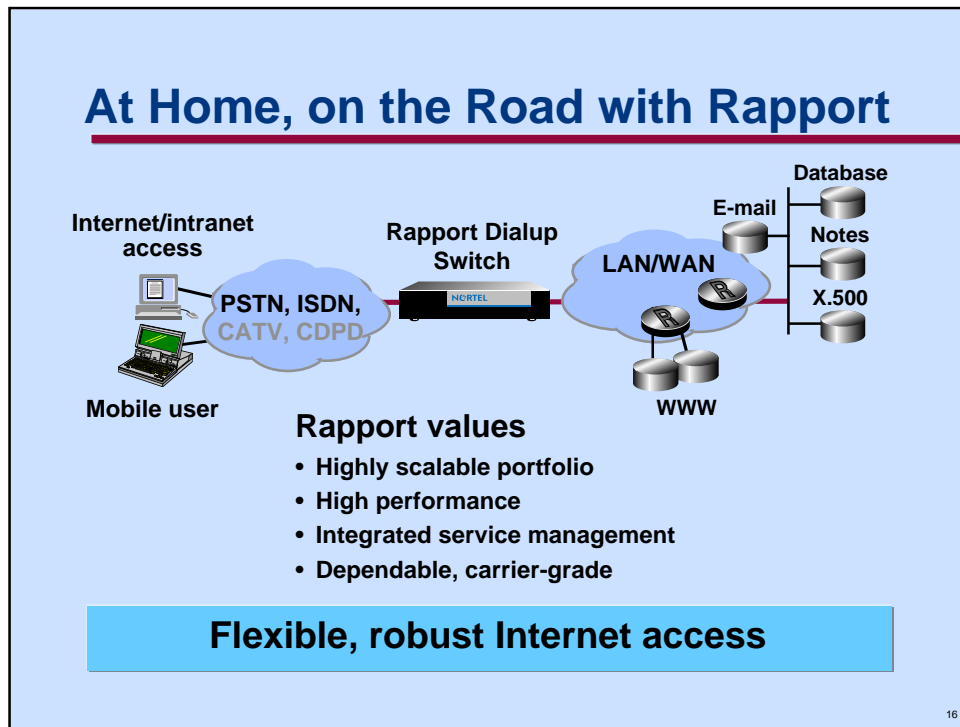 At Home, on the Road with Rapport
Internet/intranet
access
PSTN, ISDN,
CATV, CDPD
Mobile user
Rapport Dialup
Switch
NORTEL
LAN/WAN
R
R
WWW
E-mail
Database
Notes
X.500
Rapport values
• Highly scalable portfolio
• High performance
• Integrated service management
• Dependable, carrier-grade
Flexible, robust Internet access
16